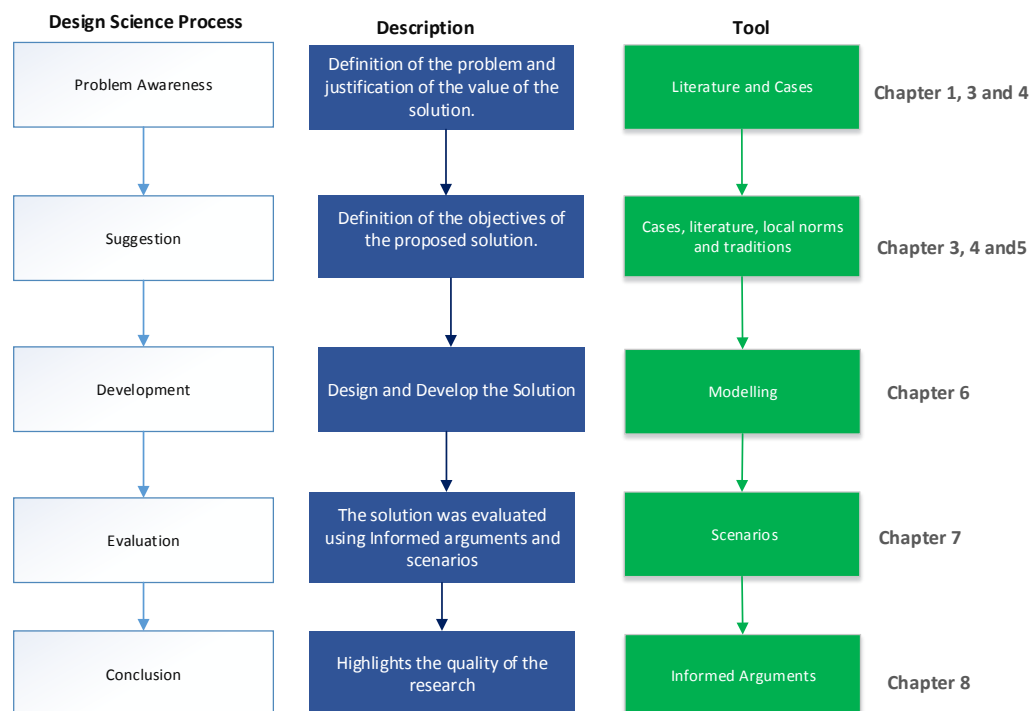 Design Science Process
Description
Tool
Problem Awareness
Definition of the problem and
justification of the value of the
solution.
Literature and Cases
Chapter 1, 3 and 4
Suggestion
Definition of the objectives of
the proposed solution.
Cases, literature, local norms
and traditions
Chapter 3, 4 and5
Development
Design and Develop the Solution
Modelling
Chapter 6
Evaluation
The solution was evaluated
using Informed arguments and
scenarios
Scenarios
Chapter 7
Conclusion
Highlights the quality of the
research
Informed Arguments
Chapter 8